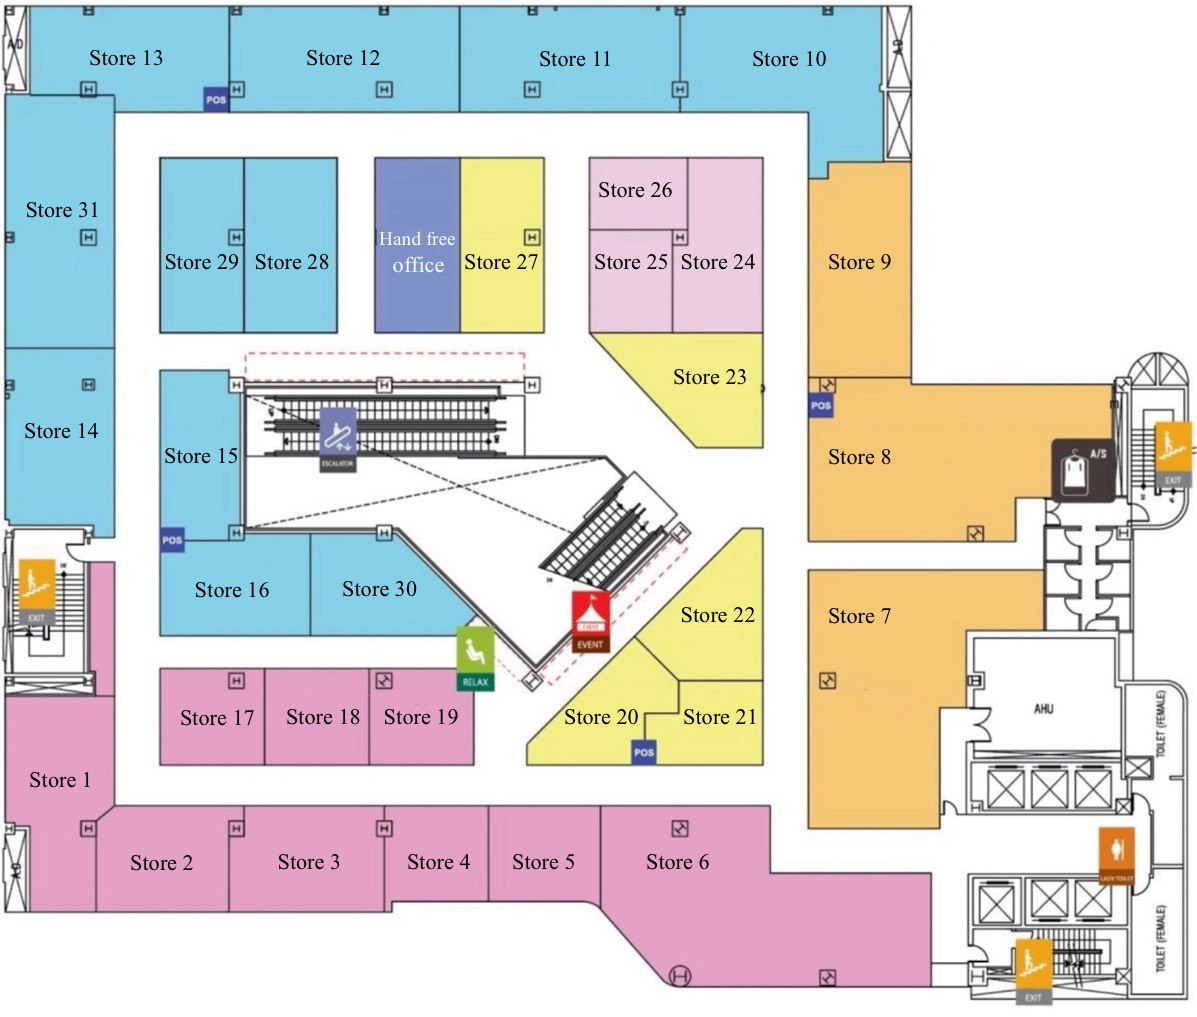 A/D
Store 13
Store 12
Store 11
Store 10
POS
Store 31
Store 26
Hand free
office
Store 29
Store 28
Store 27
Store 25
Store 24
Store 9
Store 23
POS
Store 14
Store 15
ESCALATOR
Store 8
A/S
EXIT
POS
Store 16
Store 30
EXIT
EVENT
Store 22
Store 7
RELAX
Store 17
Store 18
Store 19
Store 20
Store 21
POS
AHU
TOILET (FEMALE)
Store 1
Store 2
Store 3
Store 4
Store 5
Store 6
LADY TOILET
TOILET (FEMALE)
EXIT